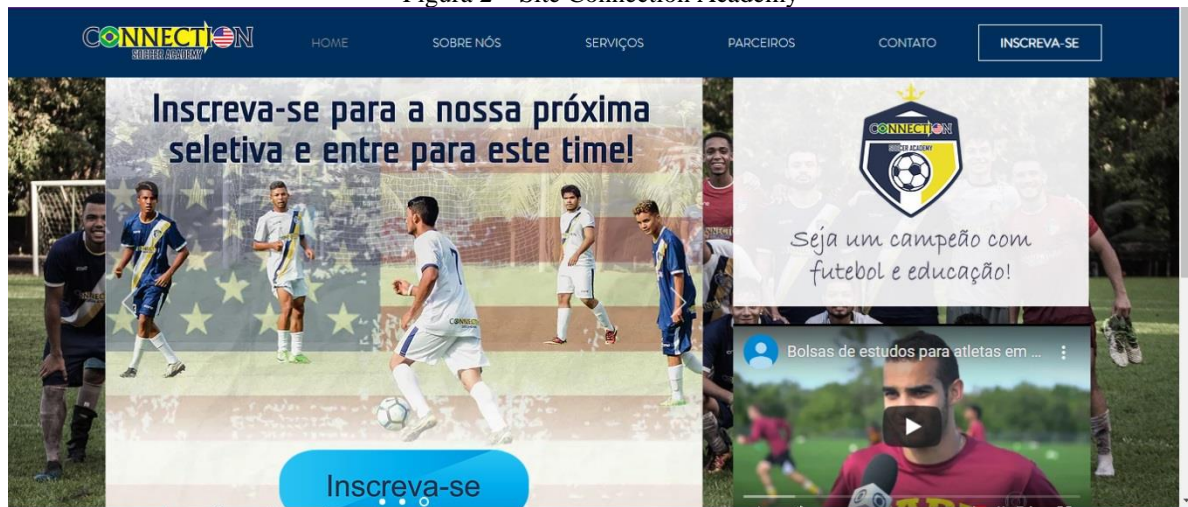 Figura 2 – Site Connection Academy
CONNECTION
SOCCER ACADEMY
HOME
SOBRE NÓS
SERVIÇOS
PARCEIROS
CONTATO
INSCREVA-SE
Inscreva-se para a nossa próxima
seletiva e entre para este time!
CONNECTION
SOCCER ACADEMY
Seja um campeão com
futebol e educação!
Bolsas de estudos para atletas em ...
Inscreva-se